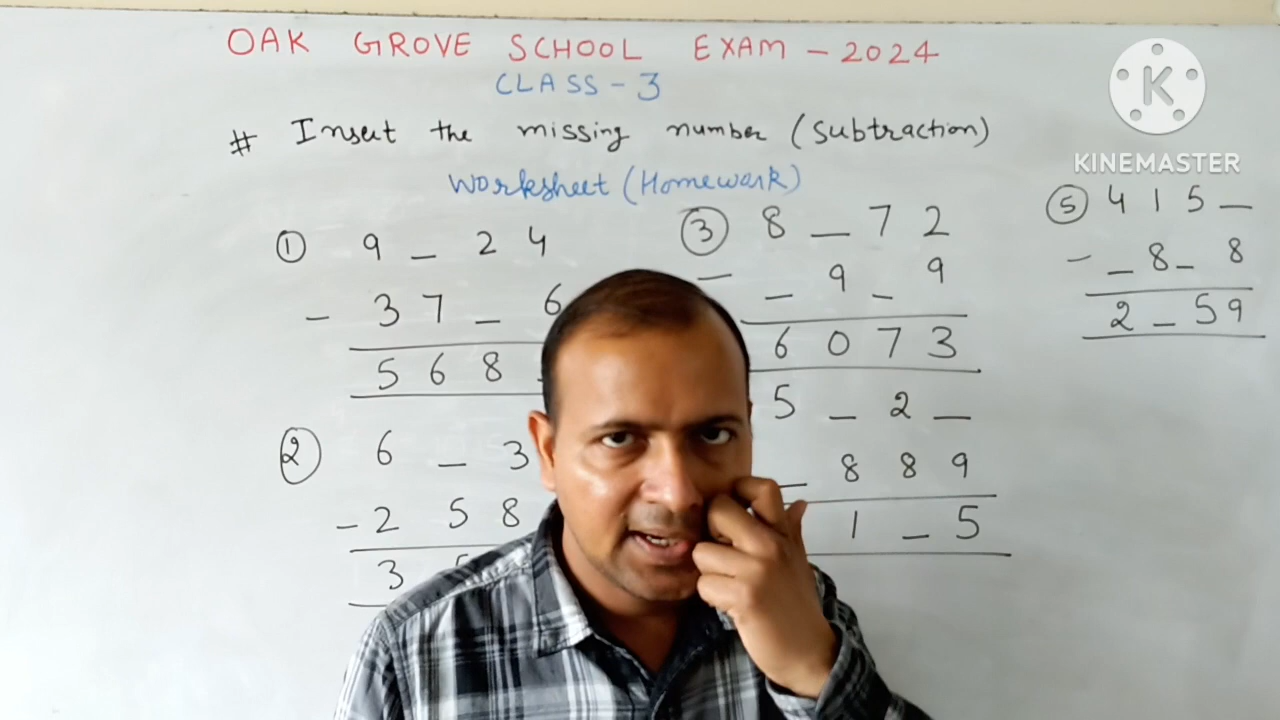 OAK GROVE SCHOOL EXAM - 2024
CLASS - 3
# Insert the missing number (Subtraction)
Worksheet (Homework)
① 9 _ 2 4
- 3 7 _ 6
5 6 8
② 6 _ 3
- 2 5 8
3
③ 8 _ 7 2
- _ 9 _ 9
6 0 7 3
5 _ 2 _
_ 8 8 9
1 _ 5
⑤ 4 1 5 _
- _ 8 _ 8
2 _ 5 9
K
KINEMASTER